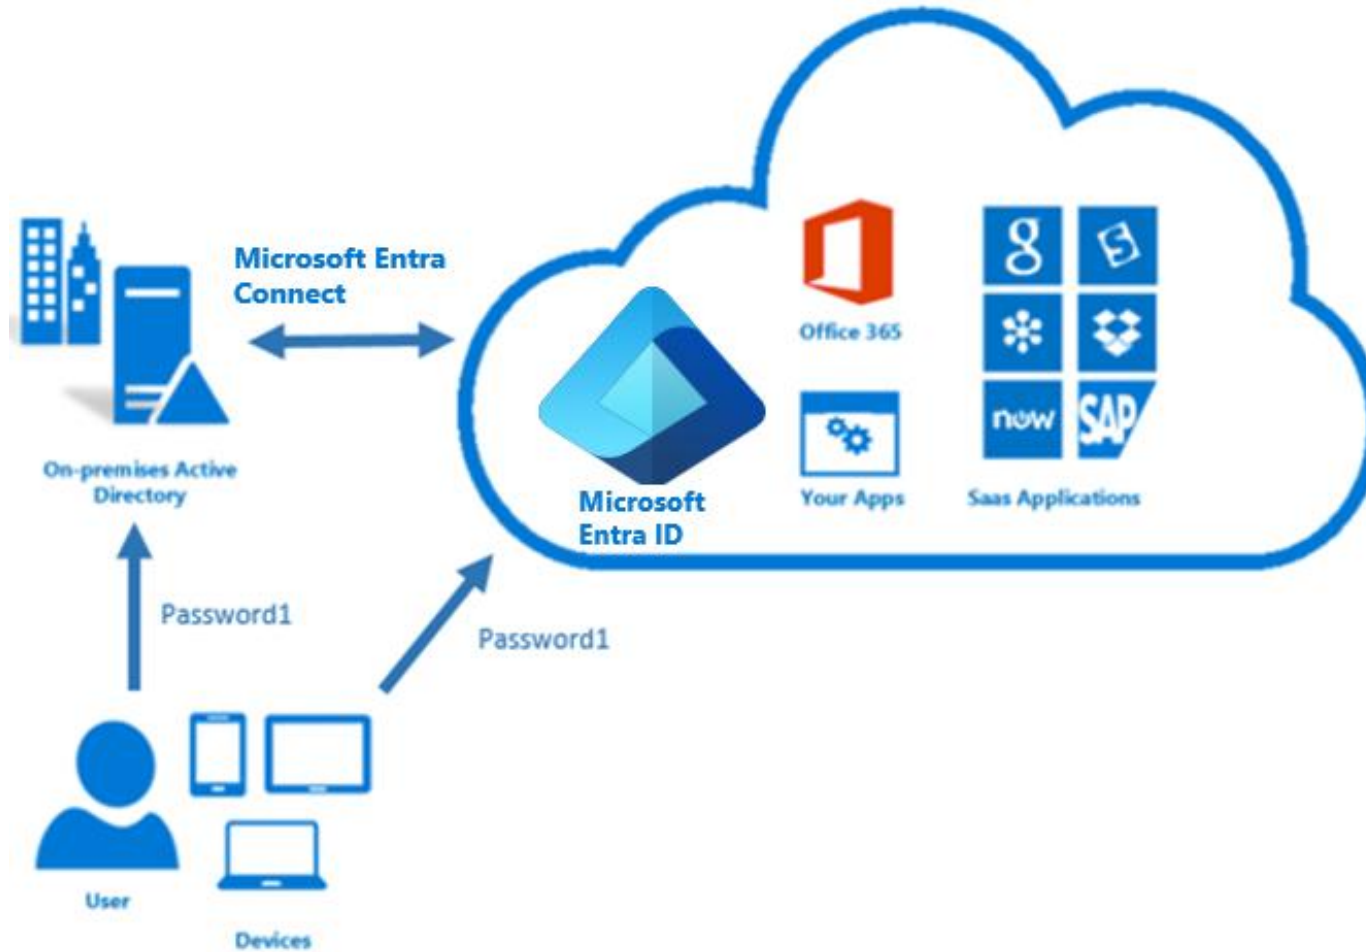 Microsoft Entra
Connect
On-premises Active
Directory
Password1
Password1
User
Devices
Microsoft
Entra ID
Office 365
Your Apps
g
S
now
SAP
Saas Applications